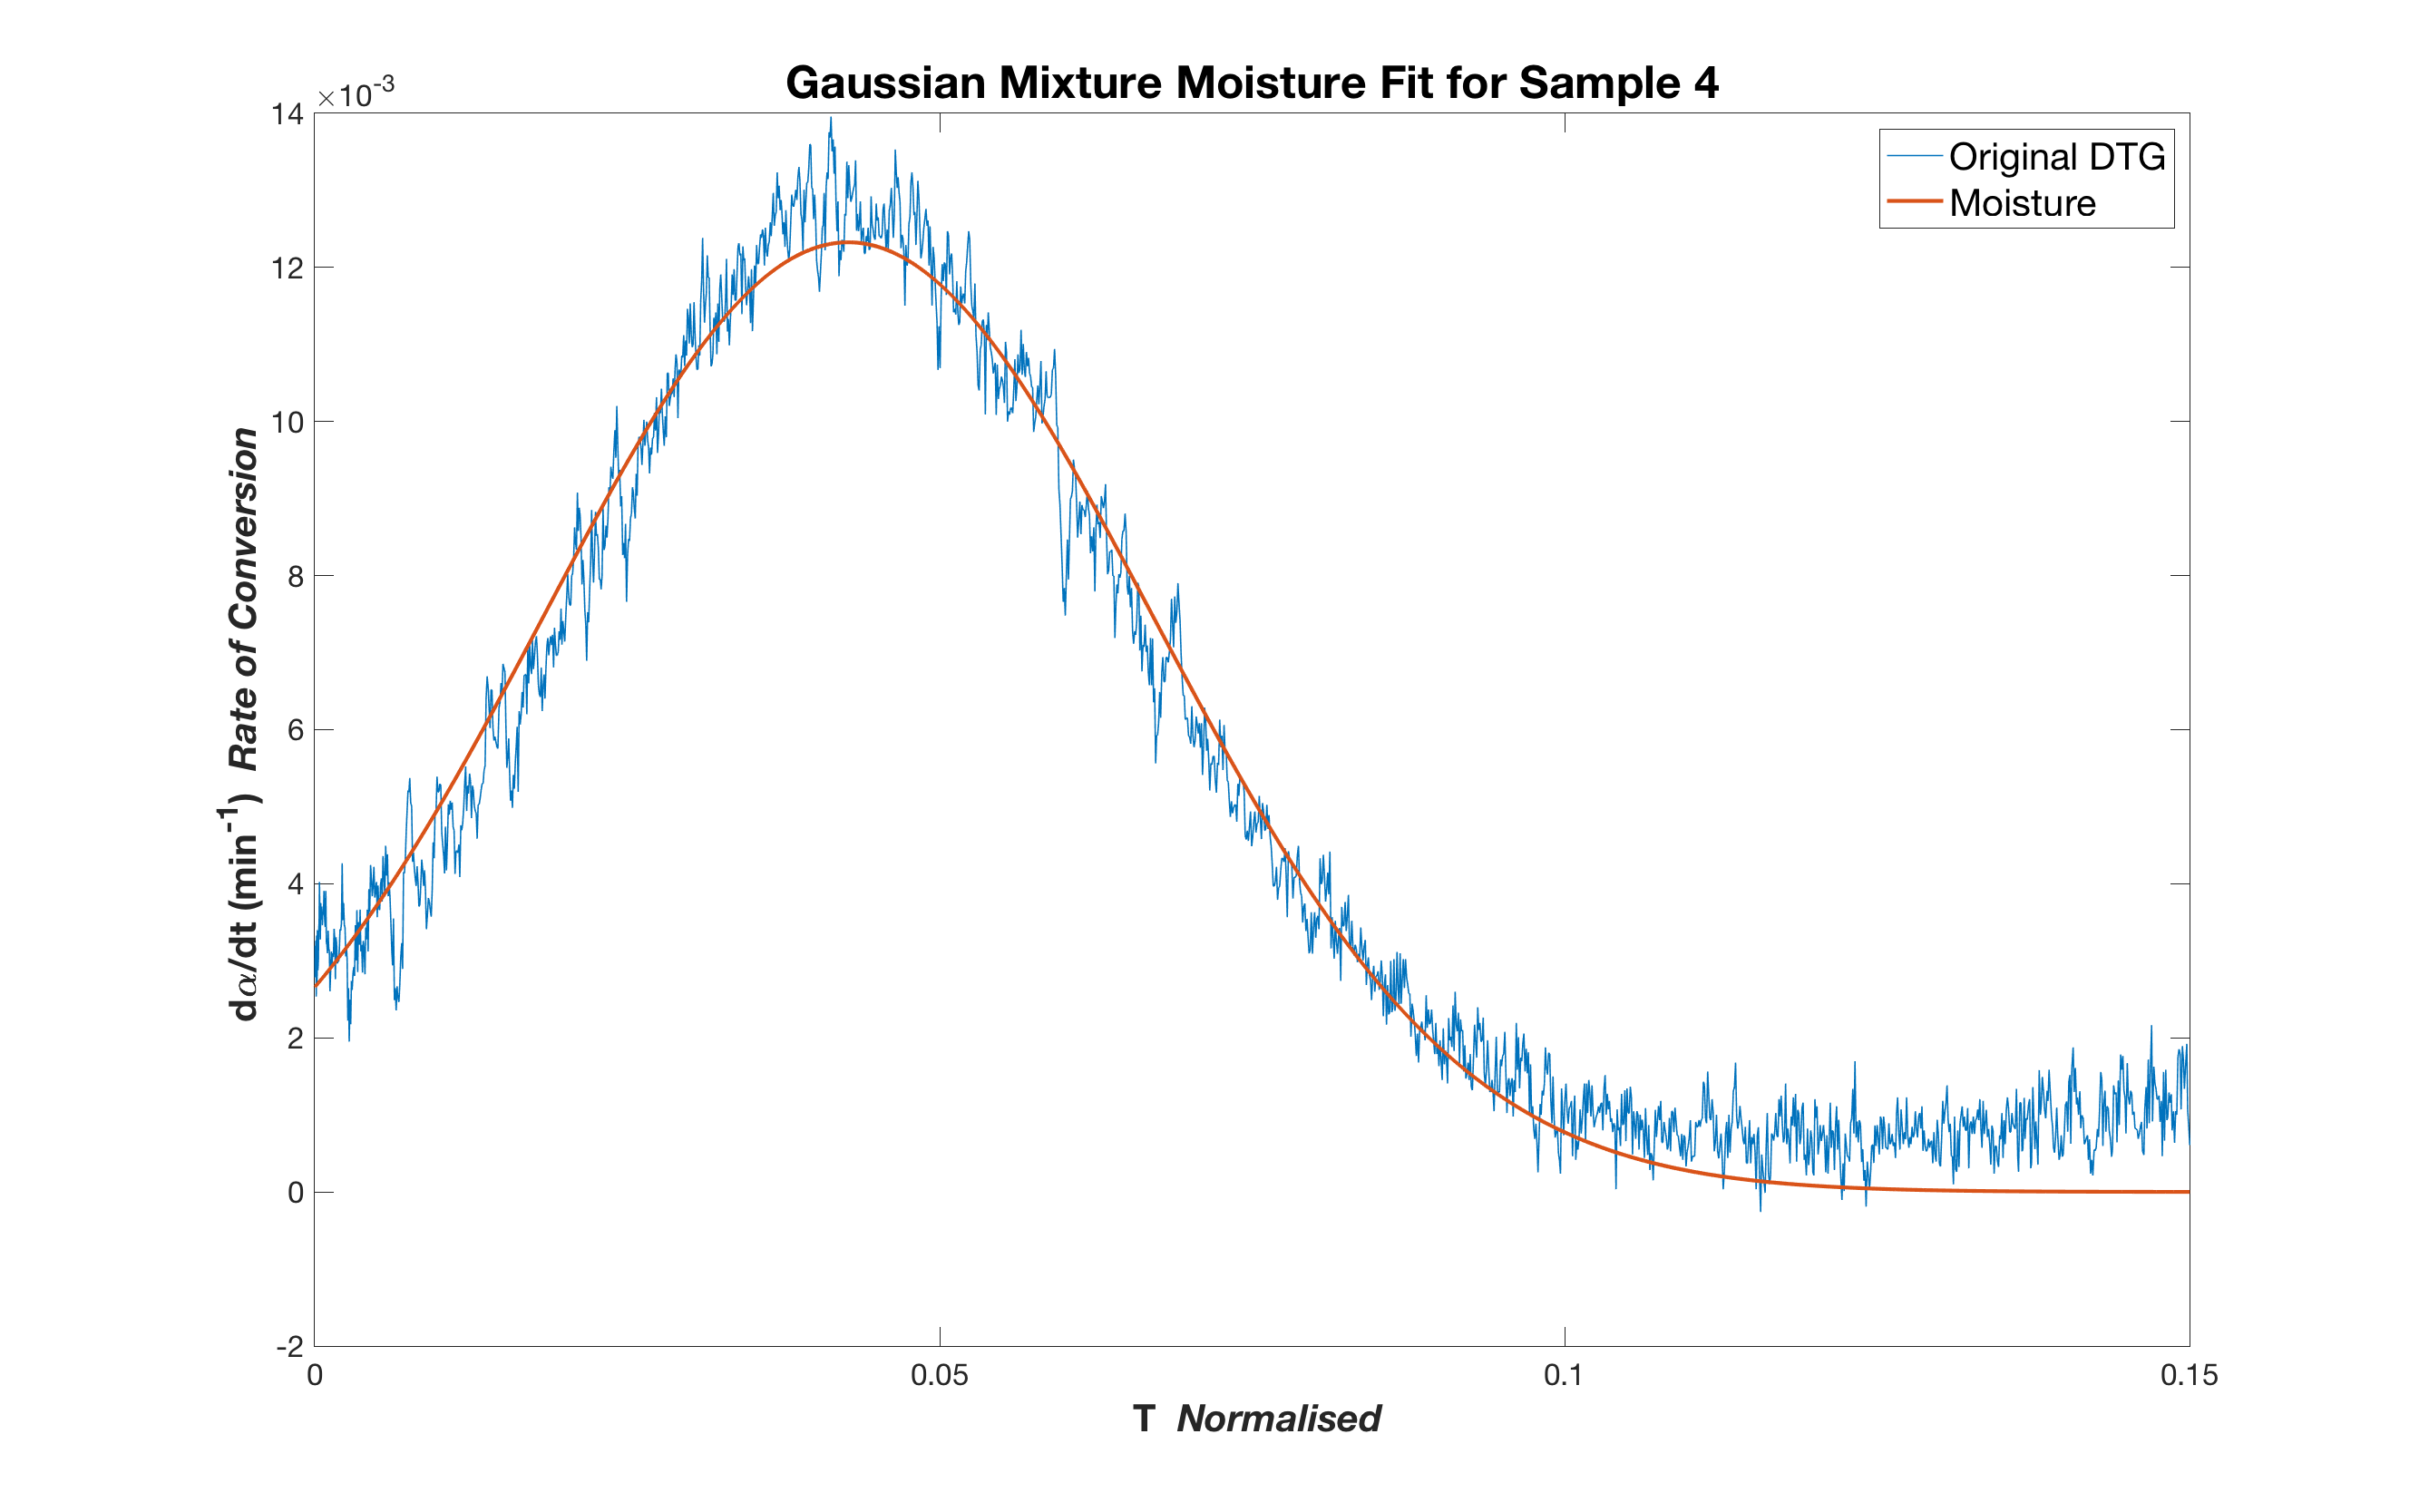 Gaussian Mixture Moisture Fit for Sample 4
×10-3
14
12
10
8
6
4
2
0
-2
0
0.05
0.1
0.15
dα/dt (min-1) Rate of Conversion
T Normalised
Original DTG
Moisture